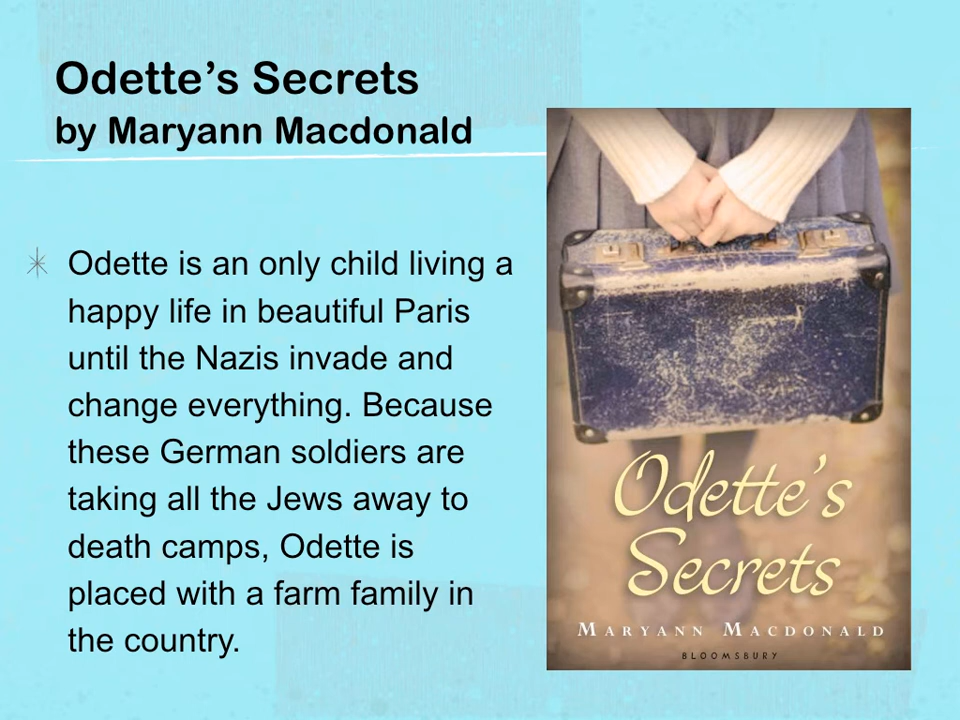 Odette’s Secrets
by Maryann Macdonald
Odette is an only child living a
happy life in beautiful Paris
until the Nazis invade and
change everything. Because
these German soldiers are
taking all the Jews away to
death camps, Odette is
placed with a farm family in
the country.
Odette’s
Secrets
MARYANN MACDONALD
BLOOMSBURY